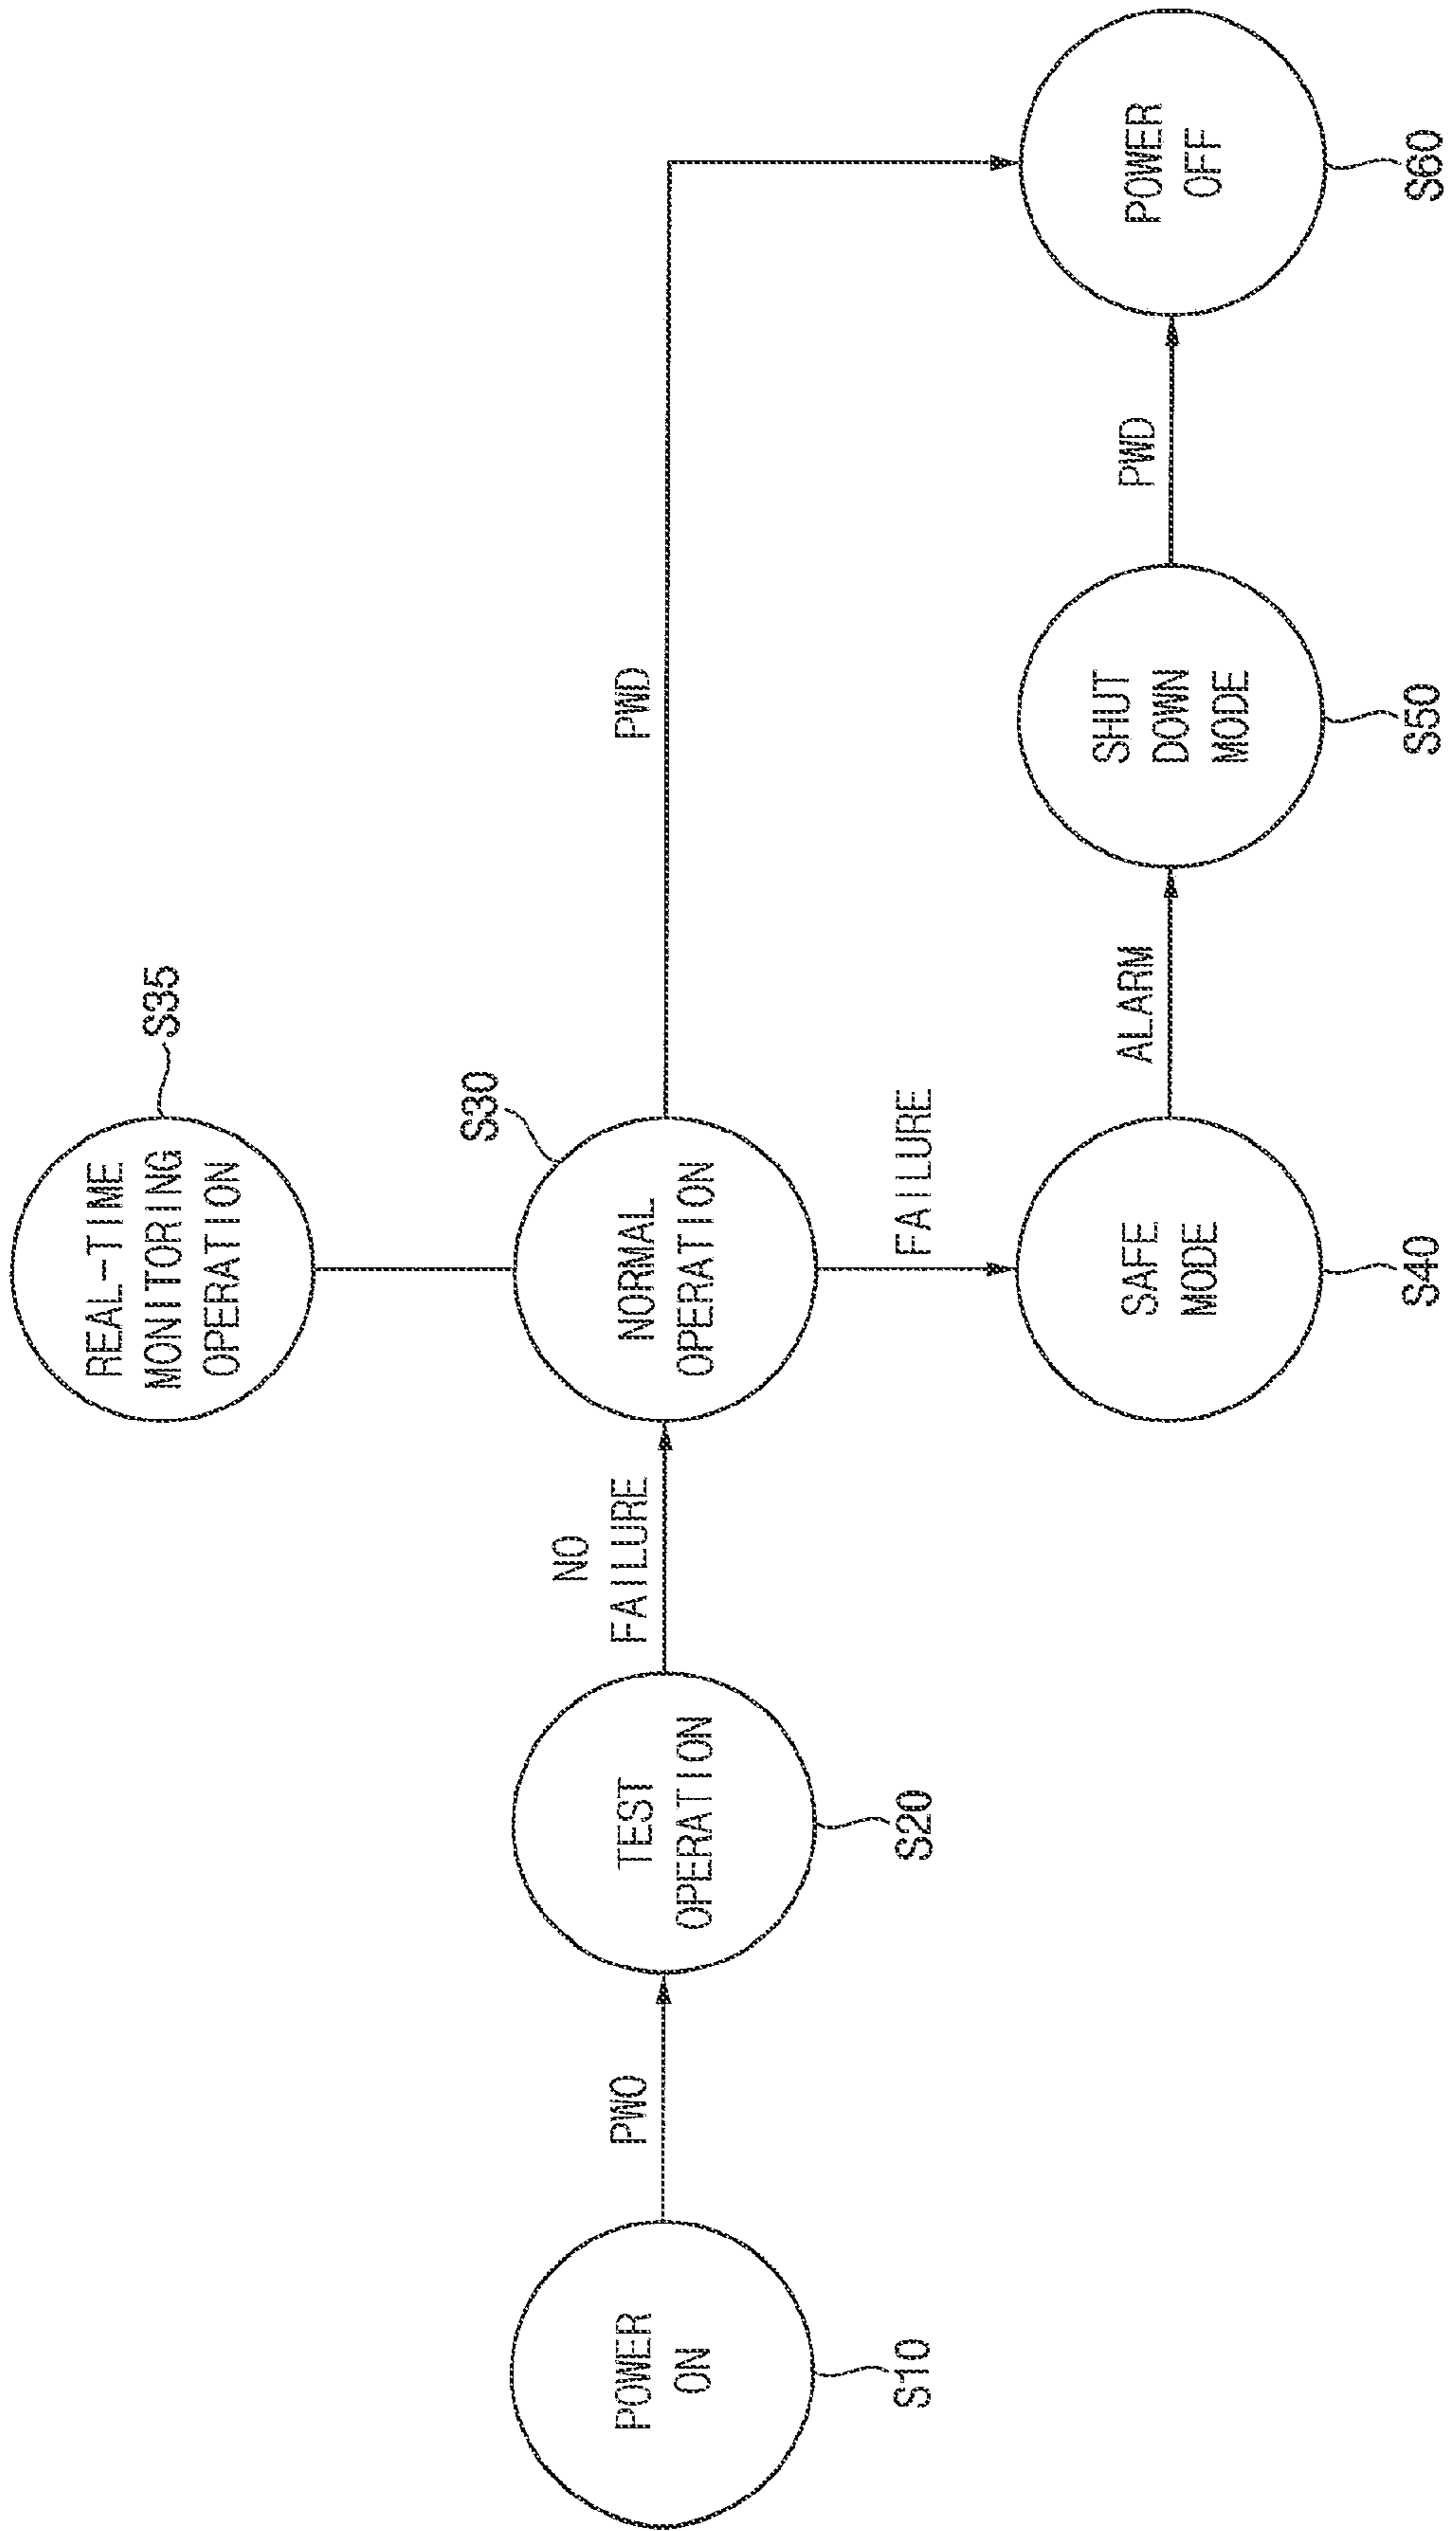 REAL-TIME
MONITORING
OPERATION
S35
S30
POWER
ON
S10
PWO
TEST
OPERATION
S20
NO
FAILURE
NORMAL
OPERATION
PWD
FAILURE
SAFE
MODE
S40
ALARM
SHUT
DOWN
MODE
S50
PWD
POWER
OFF
S60